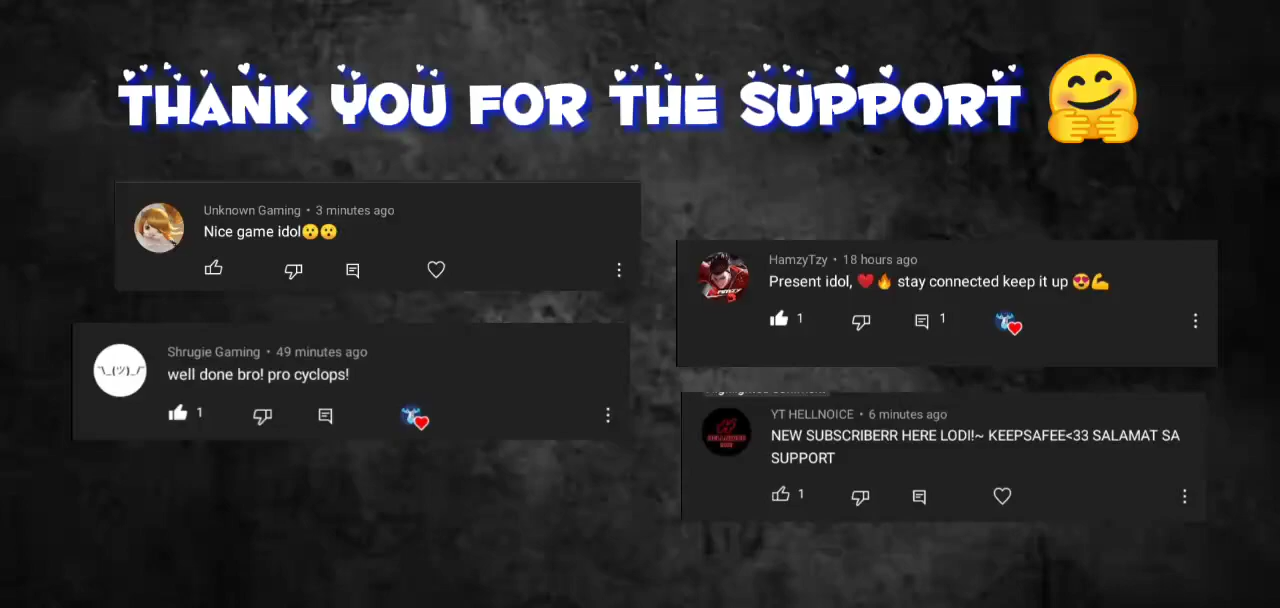 THANK YOU FOR THE SUPPORT 🤗
Unknown Gaming • 3 minutes ago
Nice game idol😮😮
HamzyTzy • 18 hours ago
Present idol, ❤️🔥 stay connected keep it up 😍💪
1 1
Shrugie Gaming • 49 minutes ago
¯\_(ツ)_/¯
well done bro! pro cyclops!
1
YT HELLNOICE • 6 minutes ago
HELLNOICE
NEW SUBSCRIBERR HERE LODI!~ KEEPSAFEE<33 SALAMAT SA
SUPPORT
1